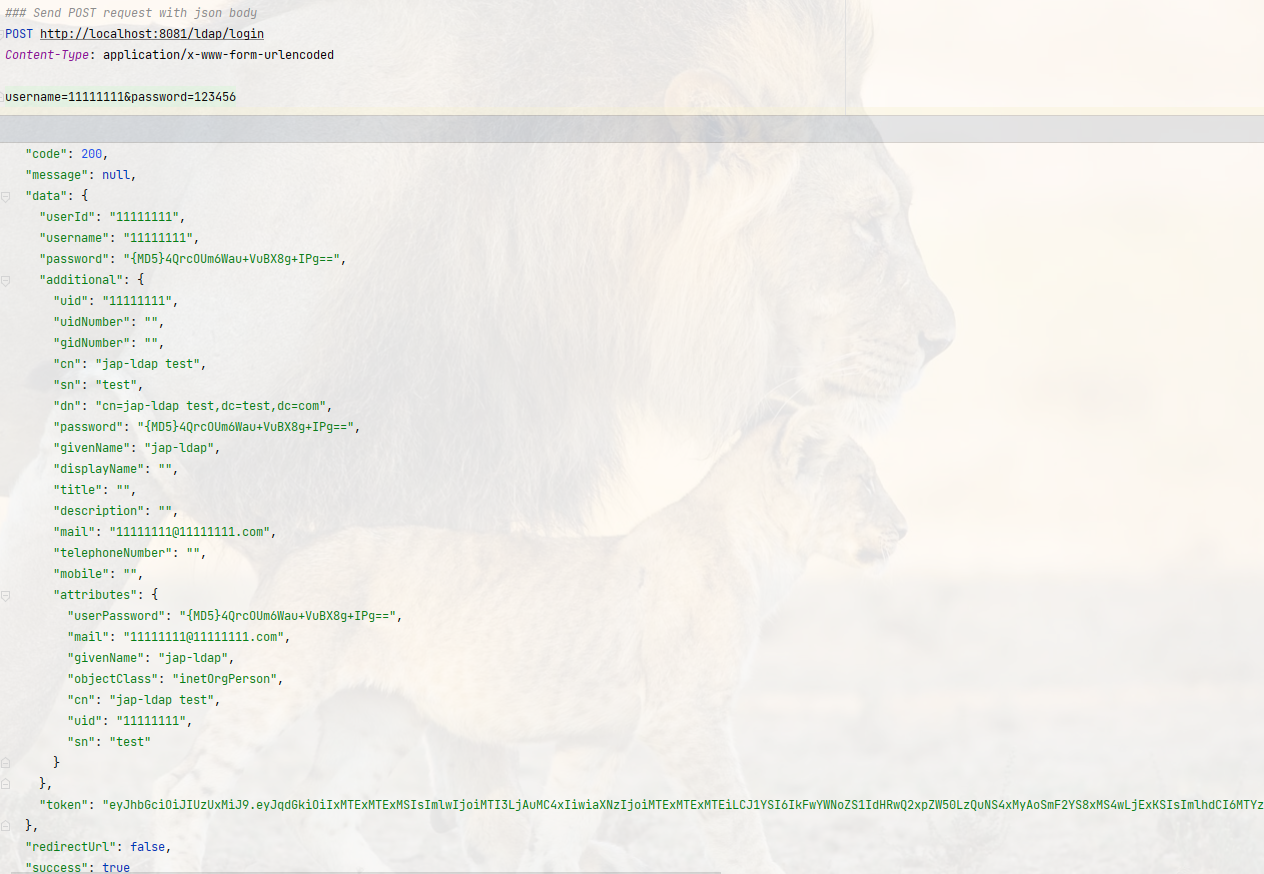 ### Send POST request with json body
POST http://localhost:8081/ldap/login
Content-Type: application/x-www-form-urlencoded
username=11111111&password=123456
"code": 200,
"message": null,
"data": {
"userId": "11111111",
"username": "11111111",
"password": "{MD5}4QrcOUm6Wau+VuBX8g+IPg==",
"additional": {
"uid": "11111111",
"uidNumber": "",
"gidNumber": "",
"cn": "jap-ldap test",
"sn": "test",
"dn": "cn=jap-ldap test,dc=test,dc=com",
"password": "{MD5}4QrcOUm6Wau+VuBX8g+IPg==",
"givenName": "jap-ldap",
"displayName": "",
"title": "",
"description": "",
"mail": "11111111@11111111.com",
"telephoneNumber": "",
"mobile": "",
"attributes": {
"userPassword": "{MD5}4QrcOUm6Wau+VuBX8g+IPg==",
"mail": "11111111@11111111.com",
"givenName": "jap-ldap",
"objectClass": "inetOrgPerson",
"cn": "jap-ldap test",
"uid": "11111111",
"sn": "test"
}
},
"token": "eyJhbGciOiJIUzUxMiJ9.eyJqdGkiOiIxMTExMTExMSIsImlwIjoiMTI3LjAuMC4xIiwiaXNzIjoiMTExMTExMTEiLCJ1YSI6IkFwYWNoZS1IdHRwQ2xpZW50LzQuNS4xMyAoSmF2YS8xMS4wLjExKSIsImlhdCI6MTYz
},
"redirectUrl": false,
"success": true